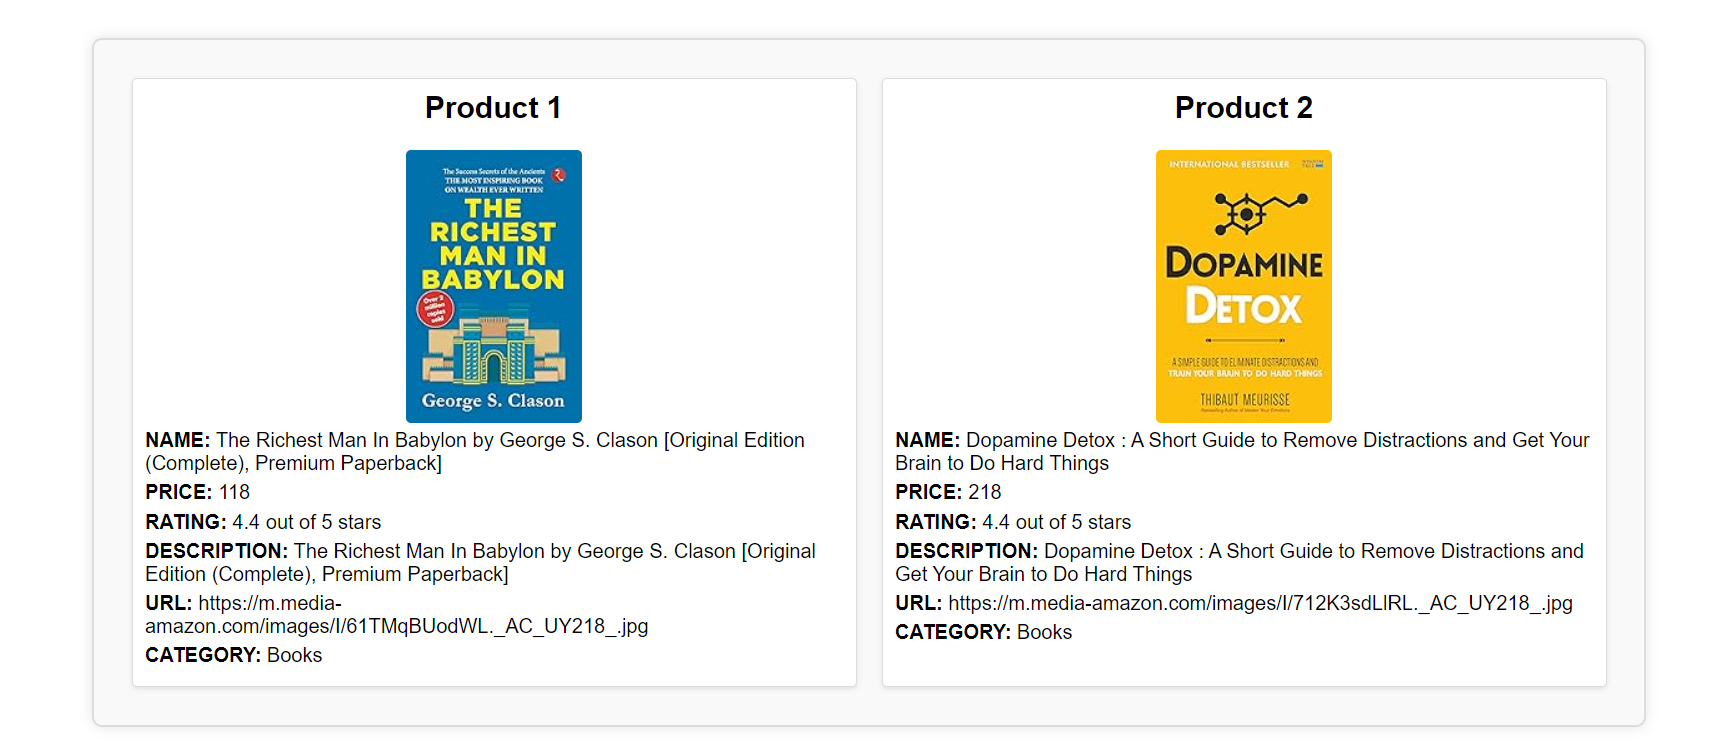 Product 1
The Success Secrets of the Ancients
THE MOST INSPIRING BOOK
ON WEALTH EVER WRITTEN
THE
RICHEST
MAN IN
BABYLON
Over 2
million
copies
sold
George S. Clason
NAME: The Richest Man In Babylon by George S. Clason [Original Edition
(Complete), Premium Paperback]
PRICE: 118
RATING: 4.4 out of 5 stars
DESCRIPTION: The Richest Man In Babylon by George S. Clason [Original
Edition (Complete), Premium Paperback]
URL: https://m.media-
amazon.com/images/I/61TMqBUodWL._AC_UY218_.jpg
CATEGORY: Books
Product 2
INTERNATIONAL BESTSELLER
DOPAMINE
DETOX
A SIMPLE GUIDE TO ELIMINATE DISTRACTIONS AND
TRAIN YOUR BRAIN TO DO HARD THINGS
THIBAUT MEURISSE
Bestselling Author of Master Your Emotions
NAME: Dopamine Detox : A Short Guide to Remove Distractions and Get Your
Brain to Do Hard Things
PRICE: 218
RATING: 4.4 out of 5 stars
DESCRIPTION: Dopamine Detox : A Short Guide to Remove Distractions and
Get Your Brain to Do Hard Things
URL: https://m.media-amazon.com/images/I/712K3sdLlRL._AC_UY218_.jpg
CATEGORY: Books